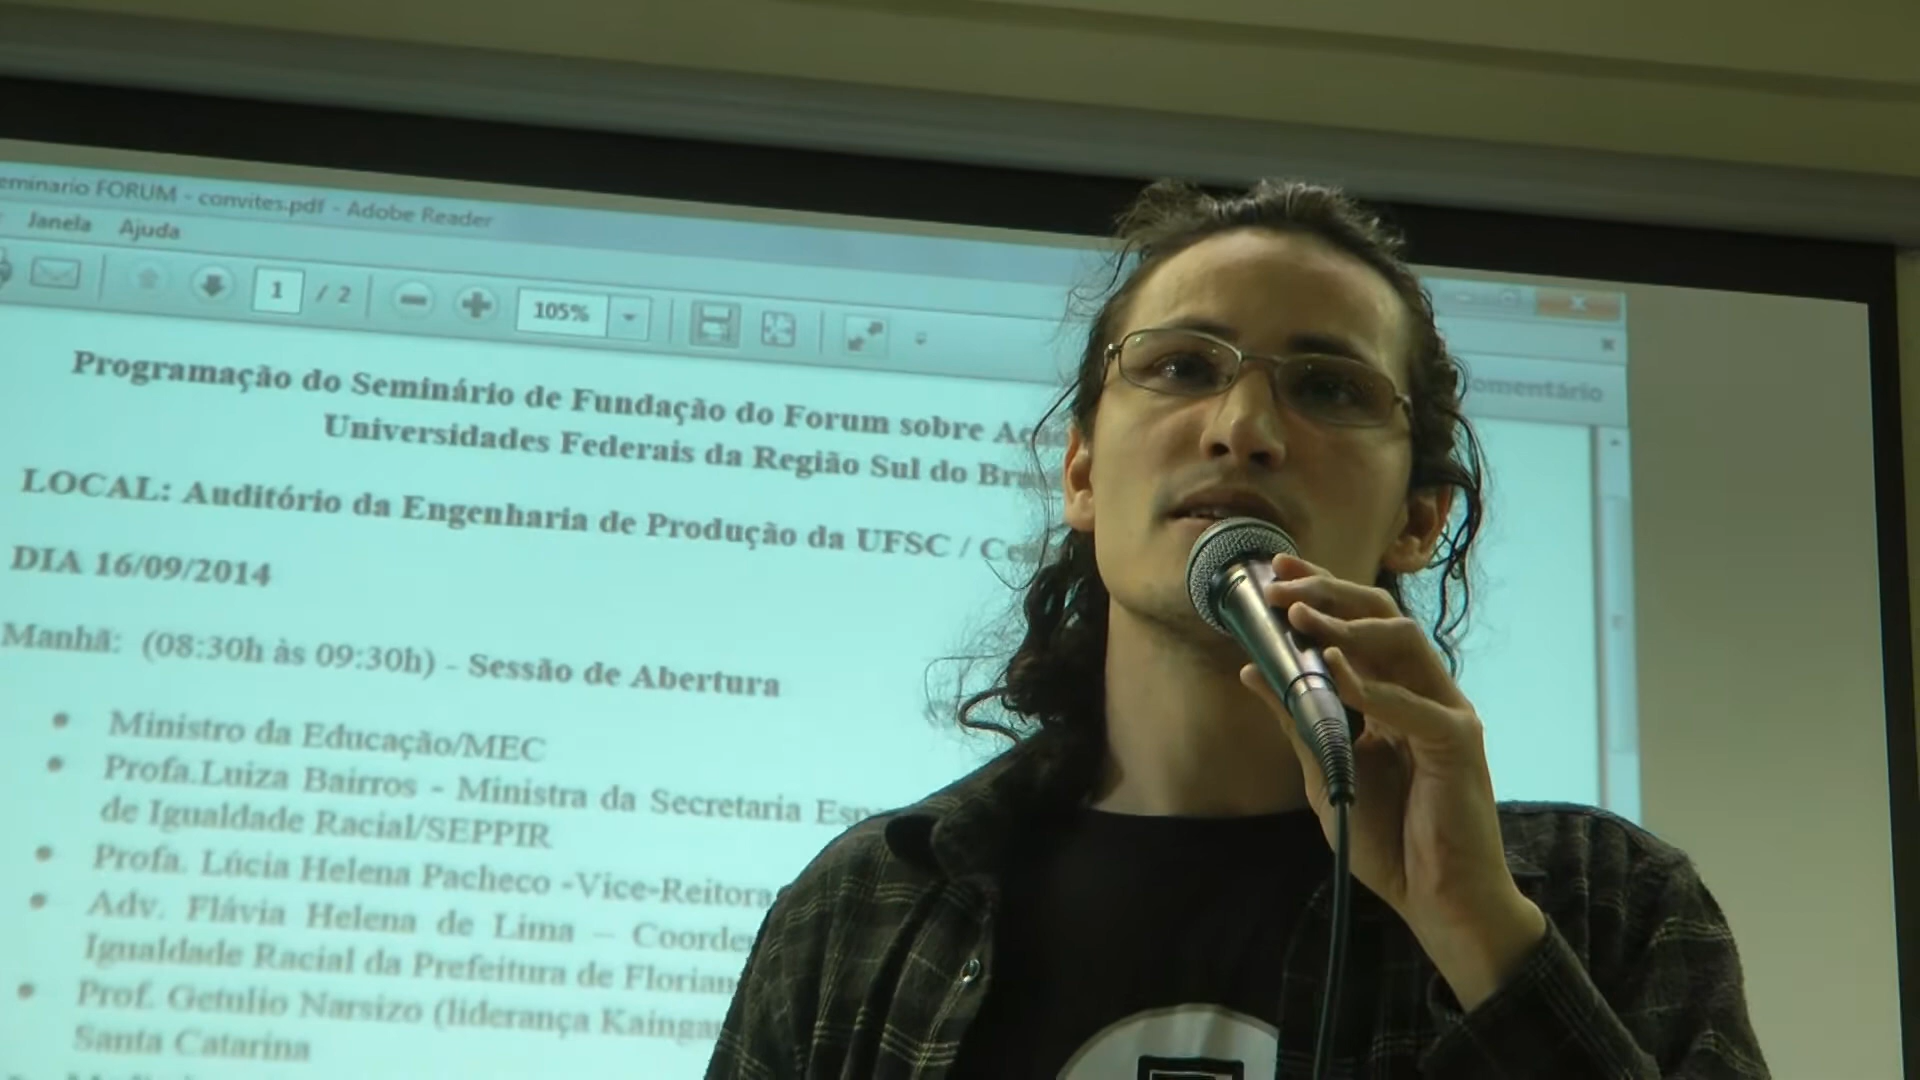 FORUM - convites.pdf - Adobe Reader
Janela Ajuda
1 / 2 105%
Comentário
Programação do Seminário de Fundação do Forum sobre
Universidades Federais da Região Sul do
LOCAL: Auditório da Engenharia de Produção da UFSC /
DIA 16/09/2014
Manhã: (08:30h às 09:30h) - Sessão de Abertura
• Ministro da Educação/MEC
• Profa.Luiza Bairros - Ministra da Secretaria
de Igualdade Racial/SEPPIR
• Profa. Lúcia Helena Pacheco -Vice-Reitora
• Adv. Flávia Helena de Lima –
Igualdade Racial da Prefeitura de
• Prof. Getulio Narsizo (liderança
Santa Catarina